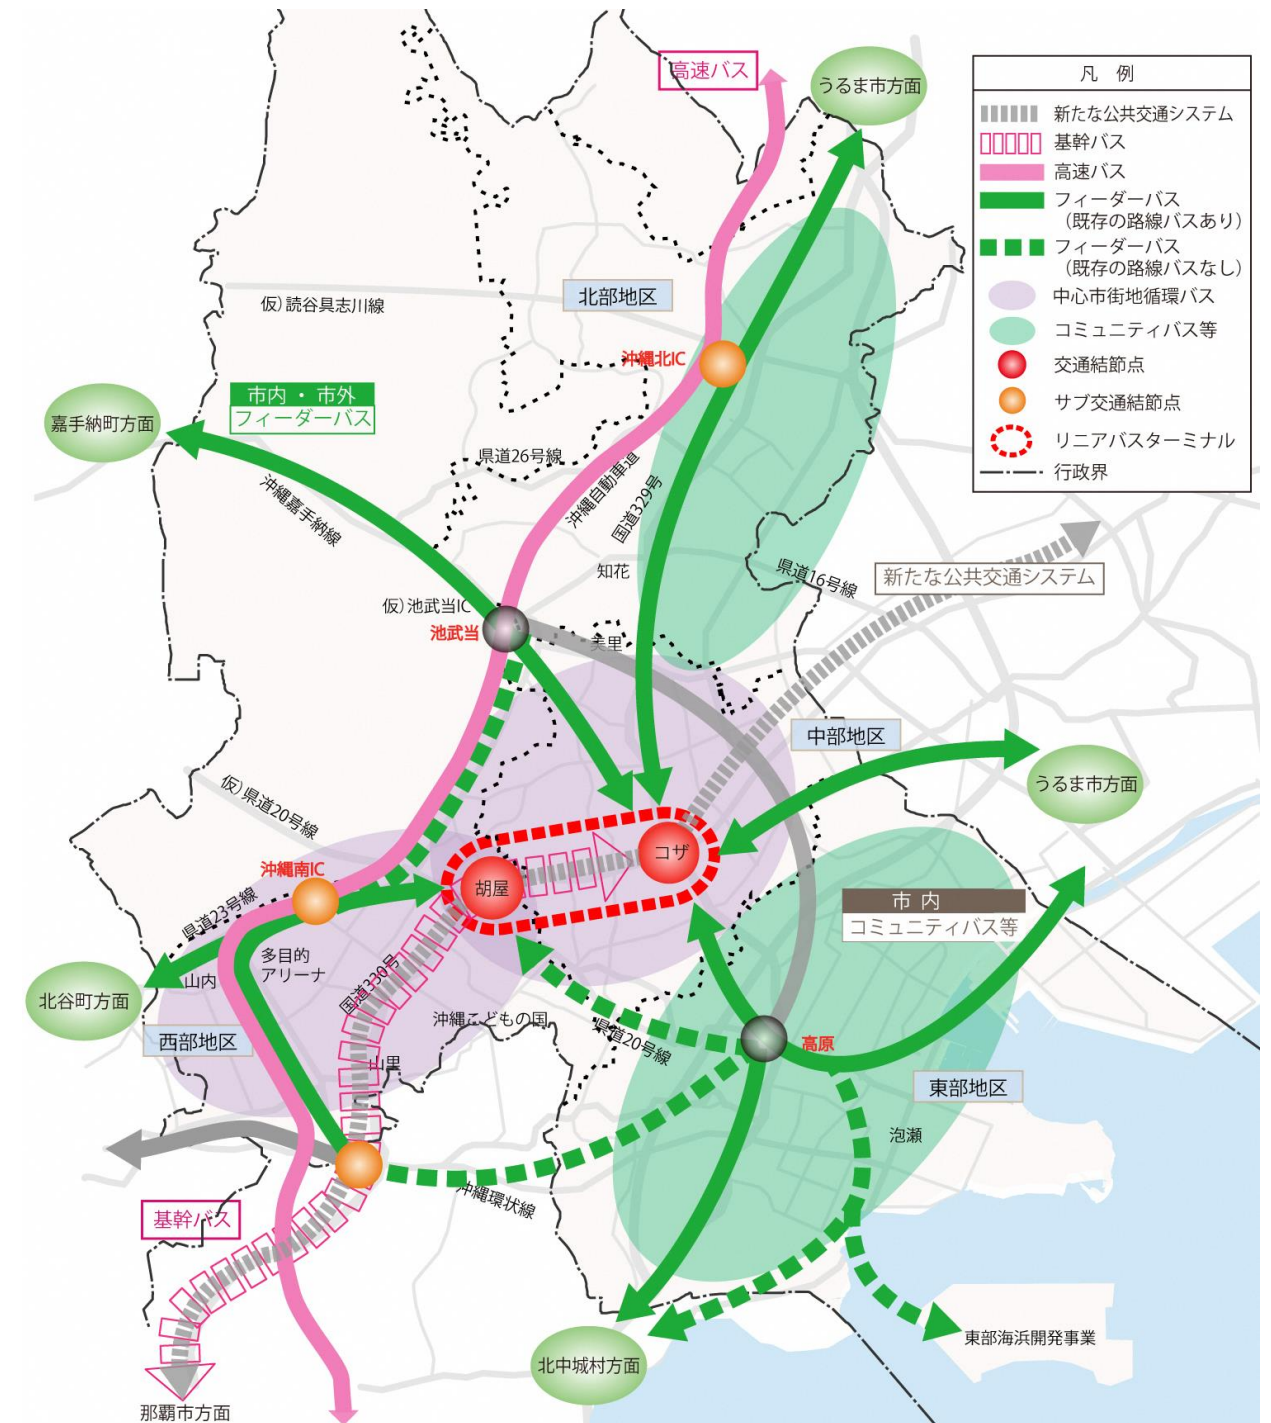 高速バス
うるま市方面
凡 例
新たな公共交通システム
基幹バス
高速バス
フィーダーバス
（既存の路線バスあり）
フィーダーバス
（既存の路線バスなし）
中心市街地循環バス
コミュニティバス等
交通結節点
サブ交通結節点
リニアバスターミナル
行政界
北部地区
仮）読谷具志川線
沖縄北IC
市内・市外
フィーダーバス
嘉手納町方面
県道26号線
沖縄自動車道
国道329号
沖縄嘉手納線
知花
県道16号線
新たな公共交通システム
仮）池武当IC
池武当
美里
中部地区
うるま市方面
仮）県道20号線
沖縄南IC
コザ
胡屋
県道23号線
市内
コミュニティバス等
多目的
アリーナ
山内
国道330号
北谷町方面
沖縄こどもの国
県道20号線
西部地区
高原
山里
東部地区
泡瀬
沖縄環状線
基幹バス
東部海浜開発事業
北中城村方面
那覇市方面